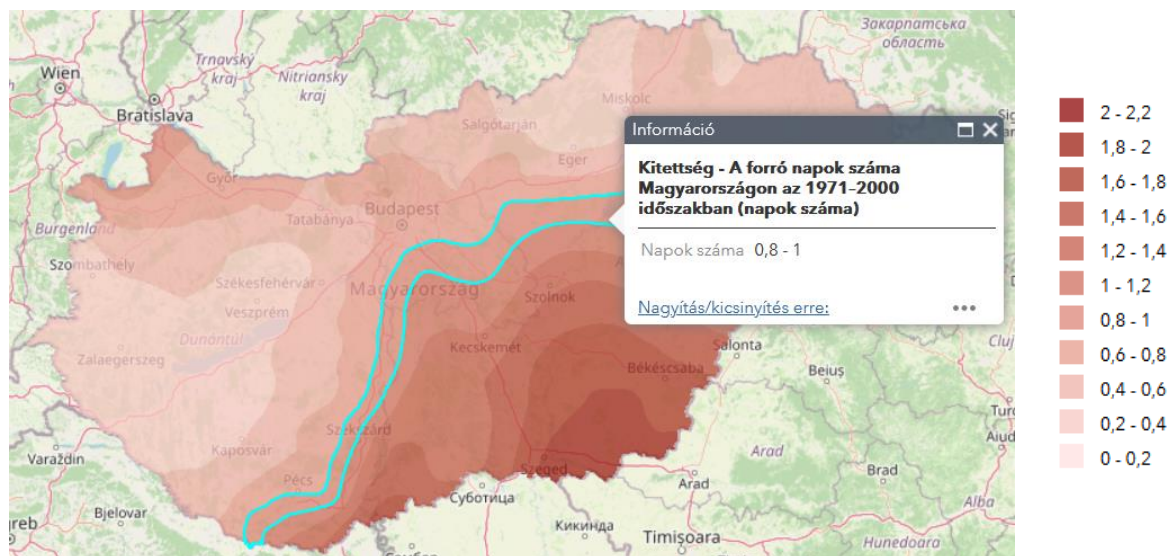 Закарпатська
область
Trnavský
kraj
Nitriansky
kraj
Wien
Bratislava
Miskolc
Salgótarján
Eger
Győr
Budapest
Tatabánya
Burgenland
Szombathely
Székesfehérvár
Magyarország
Szolnok
Veszprém
Dunántúl
Zalaegerszeg
Kecskemét
Békéscsaba
Salonta
Beiuș
Cluj
Szekszárd
Kaposvár
Varaždin
Pécs
Szeged
Arad
Arad
Brad
Turd
Aiud
Alba
Суботица
Bjelovar
Кикинда
Timișoara
Hunedoara
Információ
Kitettség - A forró napok száma
Magyarországon az 1971–2000
időszakban (napok száma)
Napok száma 0,8 - 1
Nagyítás/kicsinyítés erre:
2 - 2,2
1,8 - 2
1,6 - 1,8
1,4 - 1,6
1,2 - 1,4
1 - 1,2
0,8 - 1
0,6 - 0,8
0,4 - 0,6
0,2 - 0,4
0 - 0,2